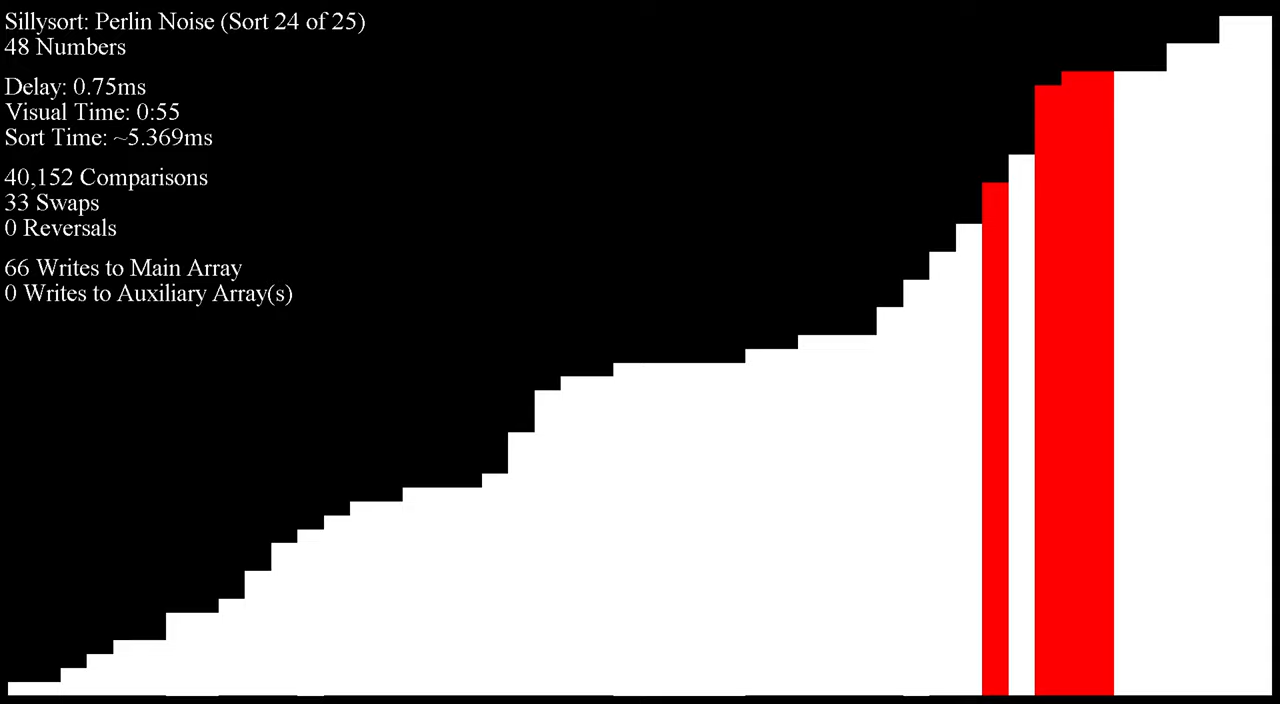 Sillysort: Perlin Noise (Sort 24 of 25)
48 Numbers
Delay: 0.75ms
Visual Time: 0:55
Sort Time: ~5.369ms
40,152 Comparisons
33 Swaps
0 Reversals
66 Writes to Main Array
0 Writes to Auxiliary Array(s)